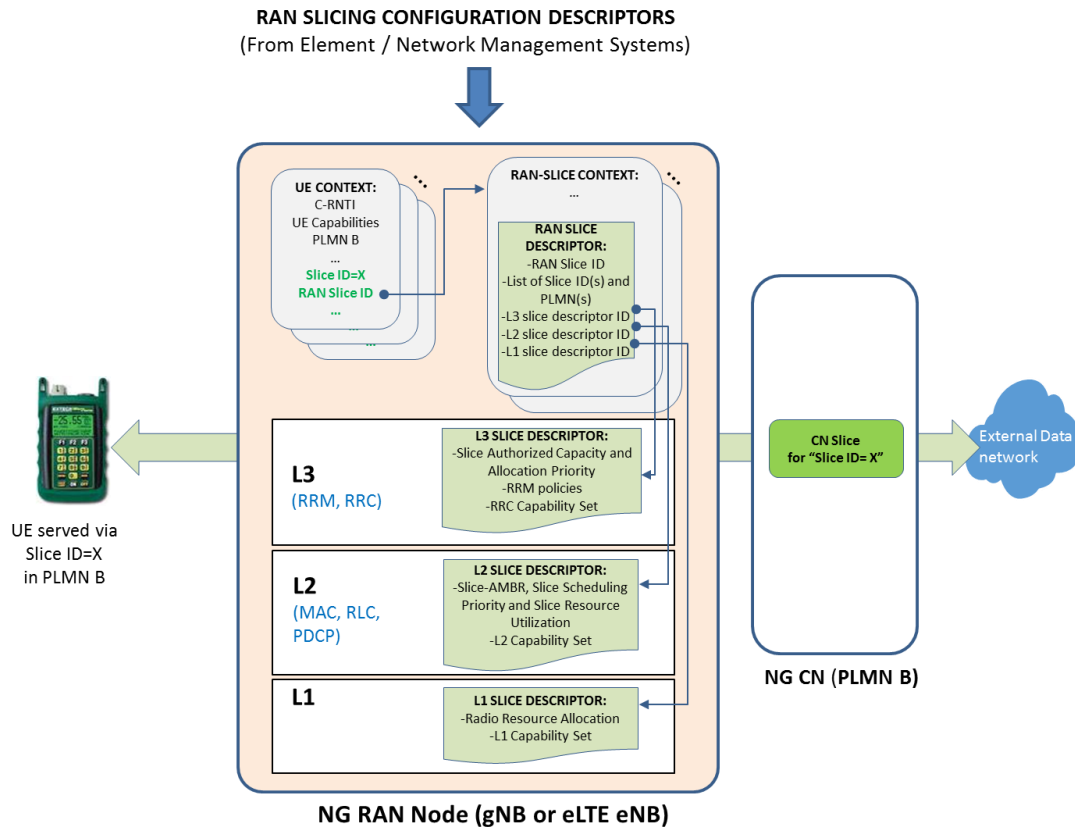 RAN SLICING CONFIGURATION DESCRIPTORS
(From Element / Network Management Systems)
UE CONTEXT:
C-RNTI
UE Capabilities
PLMN B
...
Slice ID=X
RAN Slice ID
...
...
...
...
RAN-SLICE CONTEXT:
...
...
RAN SLICE
DESCRIPTOR:
-RAN Slice ID
-List of Slice ID(s) and
PLMN(s)
-L3 slice descriptor ID
-L2 slice descriptor ID
-L1 slice descriptor ID
L3
(RRM, RRC)
L3 SLICE DESCRIPTOR:
-Slice Authorized Capacity and
Allocation Priority
-RRM policies
-RRC Capability Set
L2
(MAC, RLC,
PDCP)
L2 SLICE DESCRIPTOR:
-Slice-AMBR, Slice Scheduling
Priority and Slice Resource
Utilization
-L2 Capability Set
L1
L1 SLICE DESCRIPTOR:
-Radio Resource Allocation
-L1 Capability Set
NG RAN Node (gNB or eLTE eNB)
EXTECH
UE served via
Slice ID=X
in PLMN B
CN Slice
for “Slice ID= X”
NG CN (PLMN B)
External Data
network